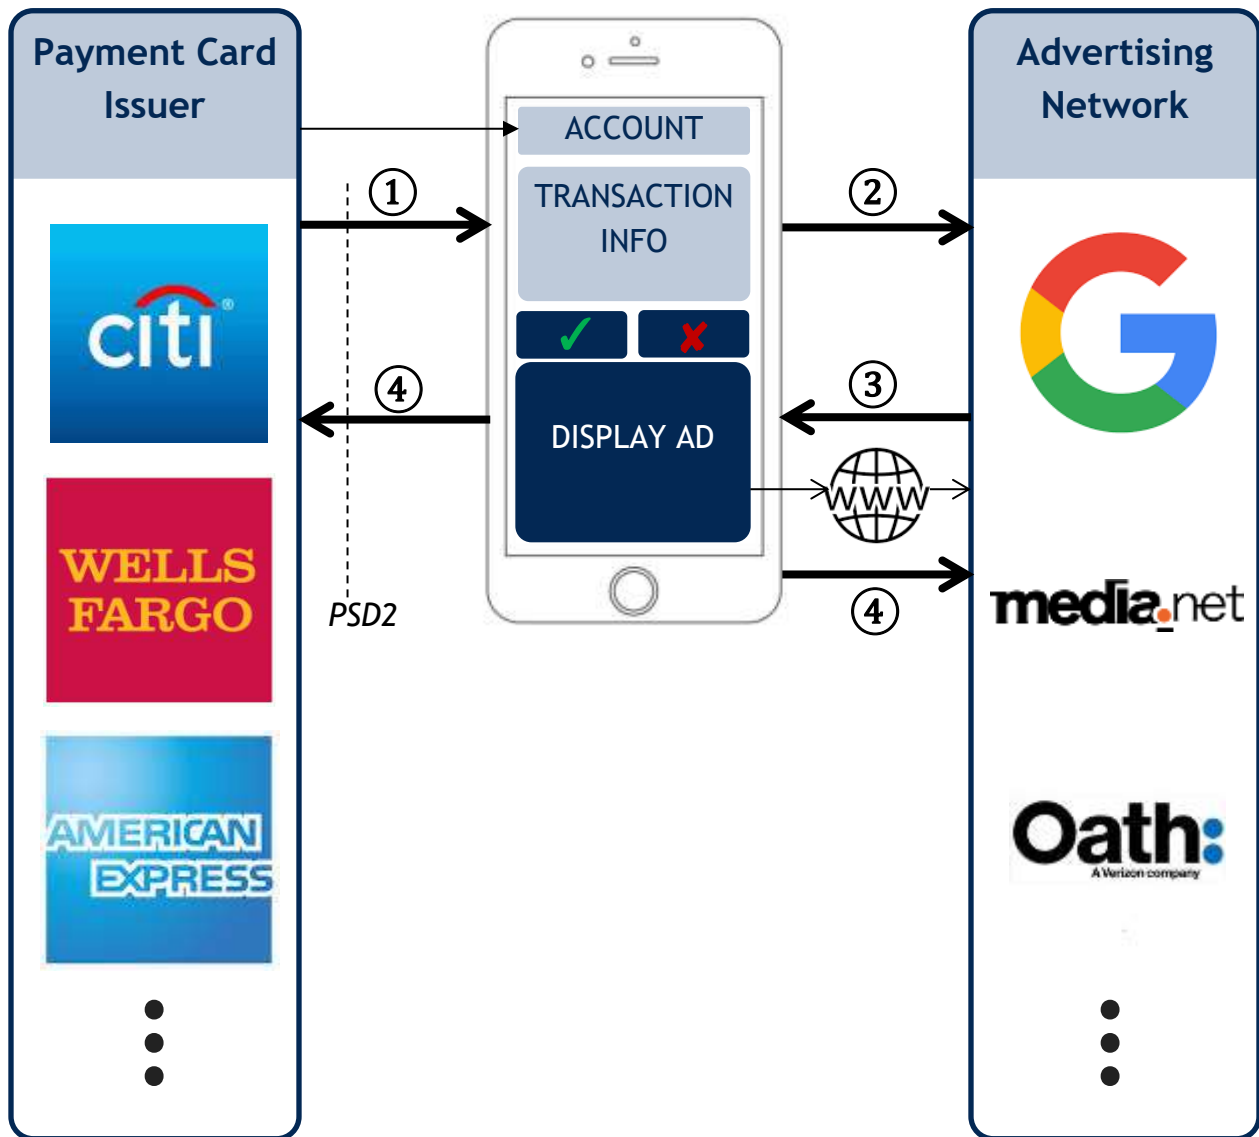 Payment Card
Issuer
citi®
WELLS
FARGO
AMERICAN
EXPRESS
①
④
PSD2
ACCOUNT
TRANSACTION
INFO
✓ ✘
DISPLAY AD
②
③
WWW
④
Advertising
Network
G
media.net
Oath:
A Verizon company